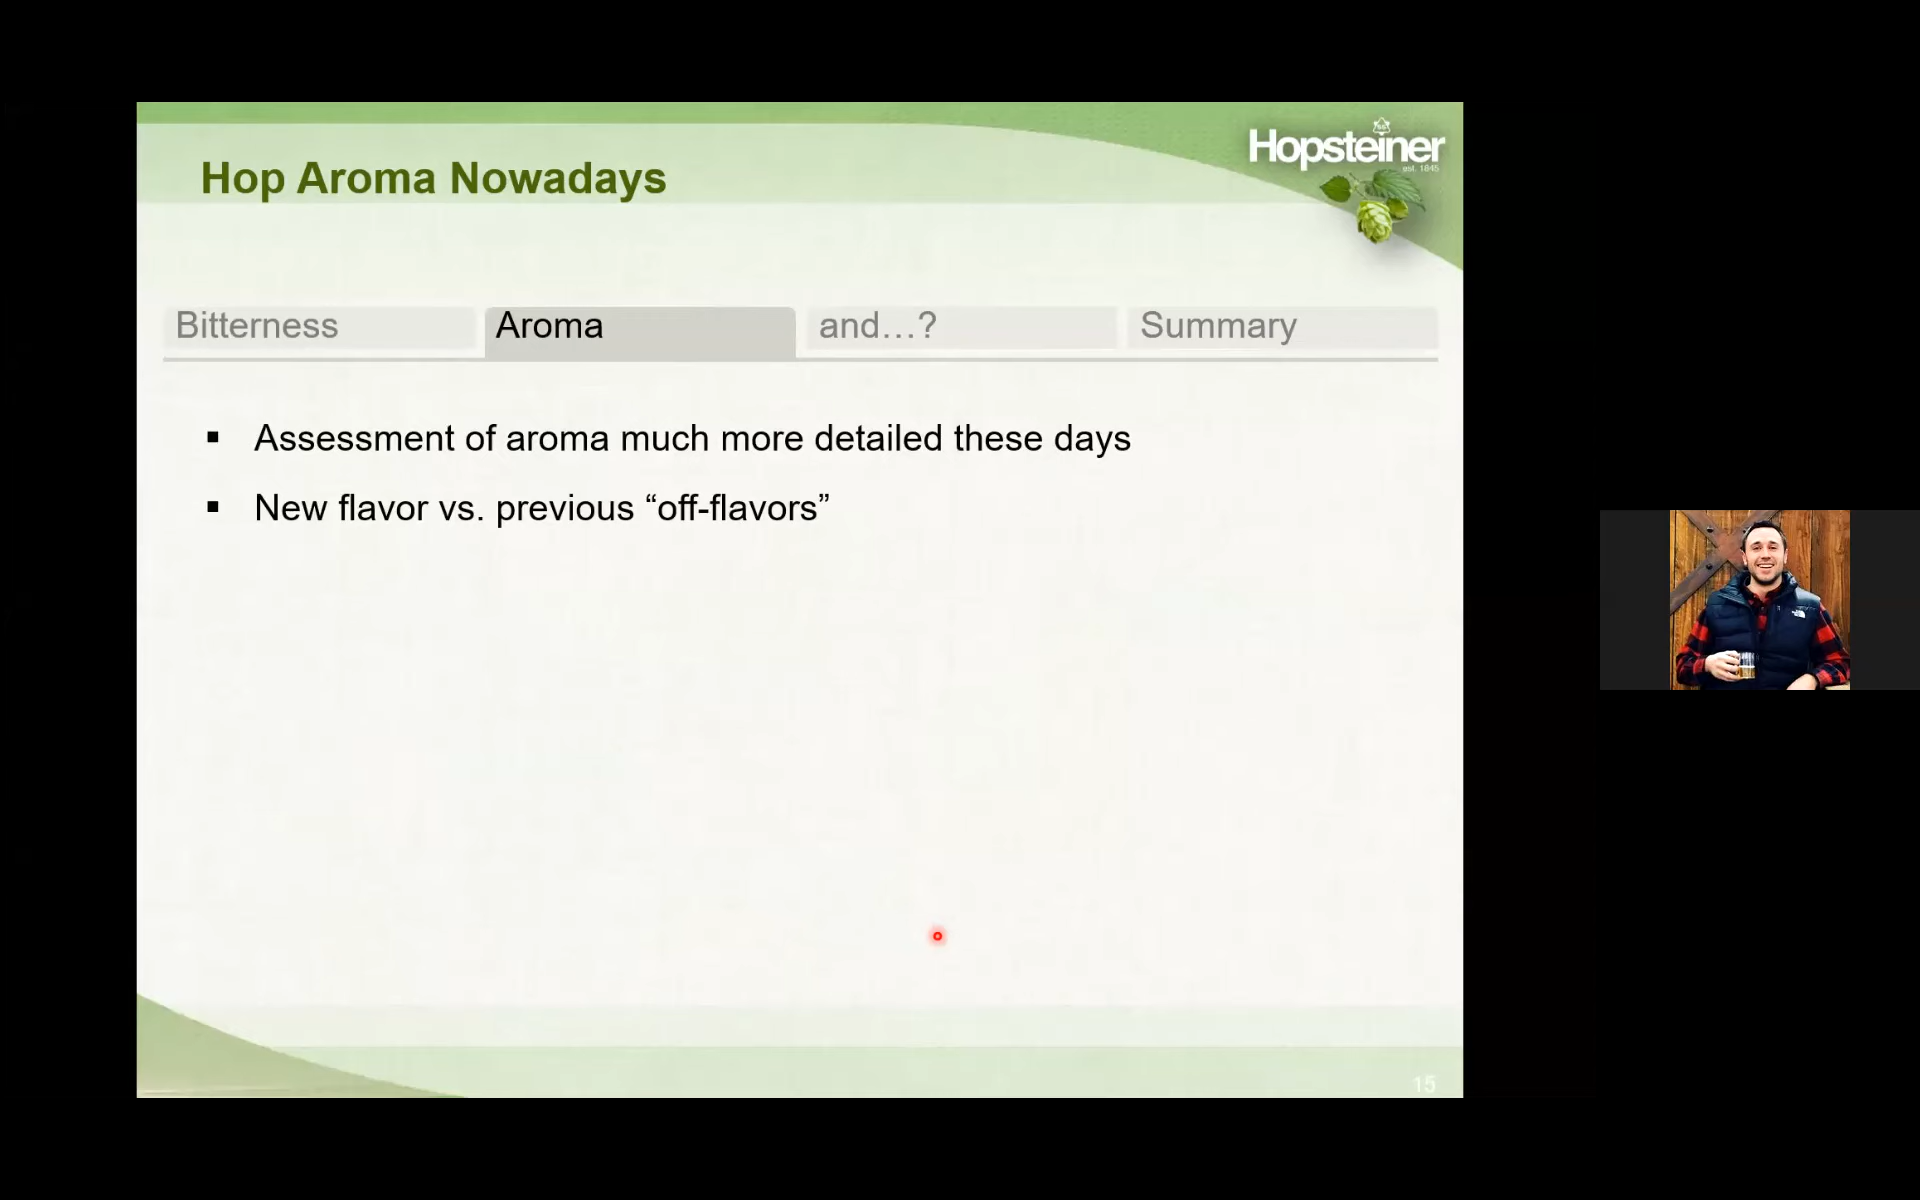 Hopsteiner
est. 1845
Hop Aroma Nowadays
Bitterness
Aroma
and...?
Summary
▪ Assessment of aroma much more detailed these days
▪ New flavor vs. previous “off-flavors”
15